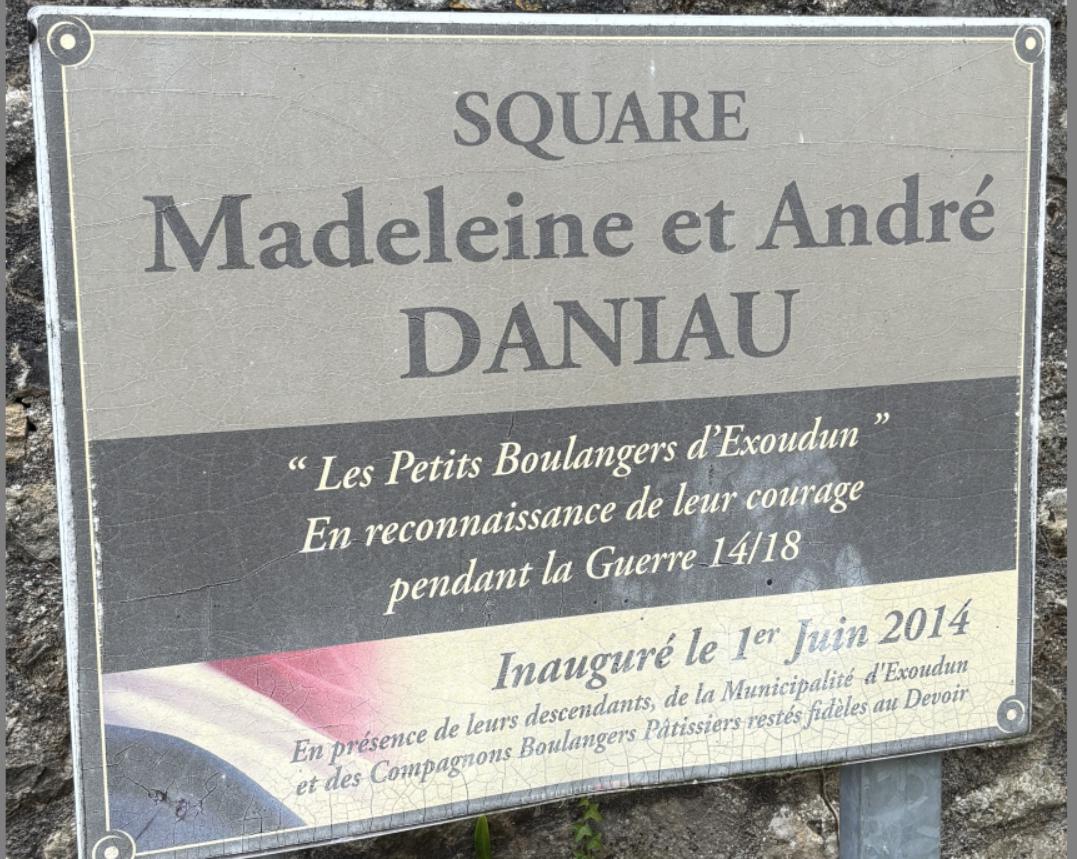 SQUARE
Madeleine et André
DANIAU
“ Les Petits Boulangers d’Exoudun ”
En reconnaissance de leur courage
pendant la Guerre 14/18
Inauguré le 1er Juin 2014
En présence de leurs descendants, de la Municipalité d'Exoudun
et des Compagnons Boulangers Pâtissiers restés fidèles au Devoir